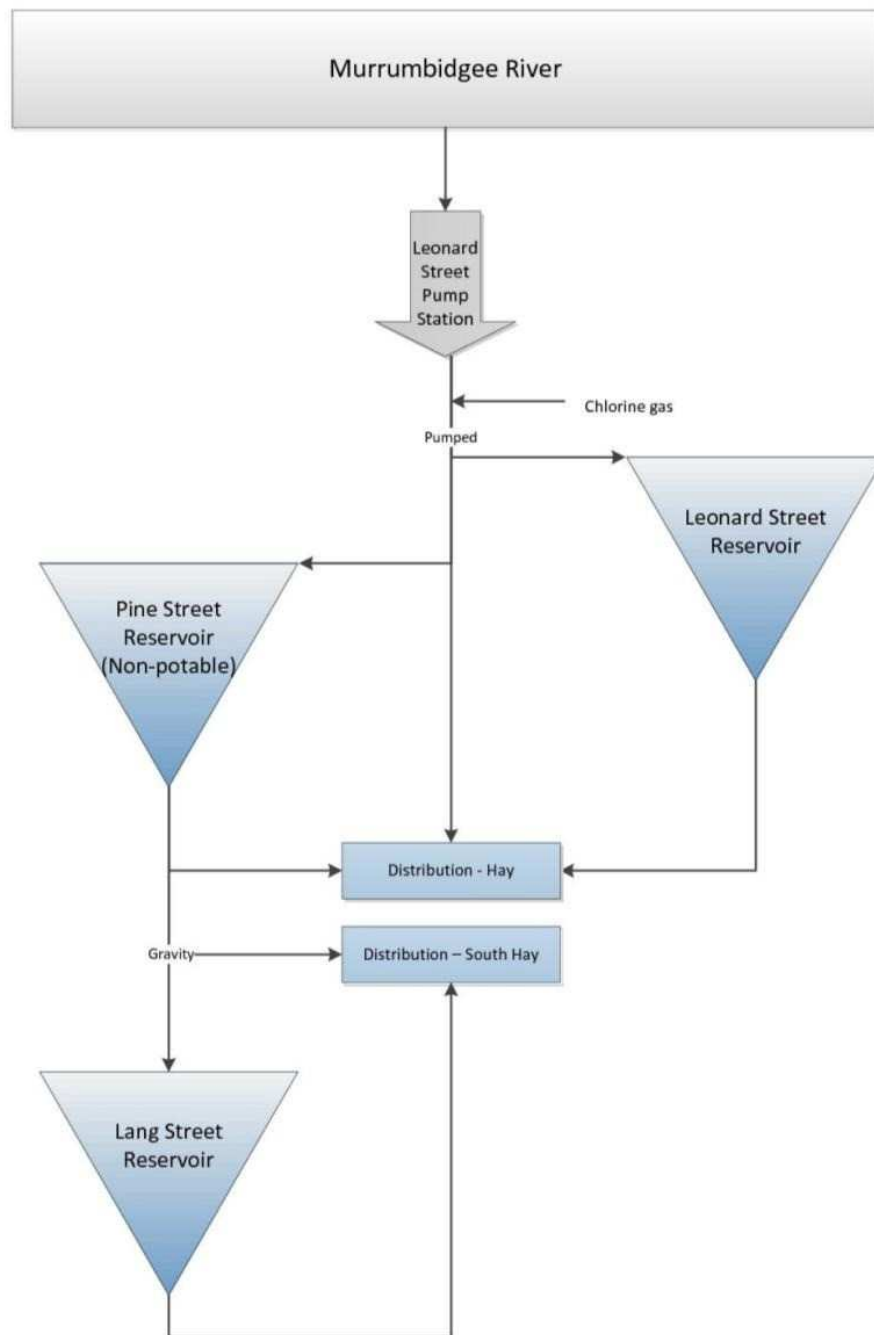 Murrumbidgee River
Leonard
Street
Pump
Station
Chlorine gas
Pumped
Leonard Street
Reservoir
Pine Street
Reservoir
(Non-potable)
Distribution - Hay
Gravity
Distribution – South Hay
Lang Street
Reservoir